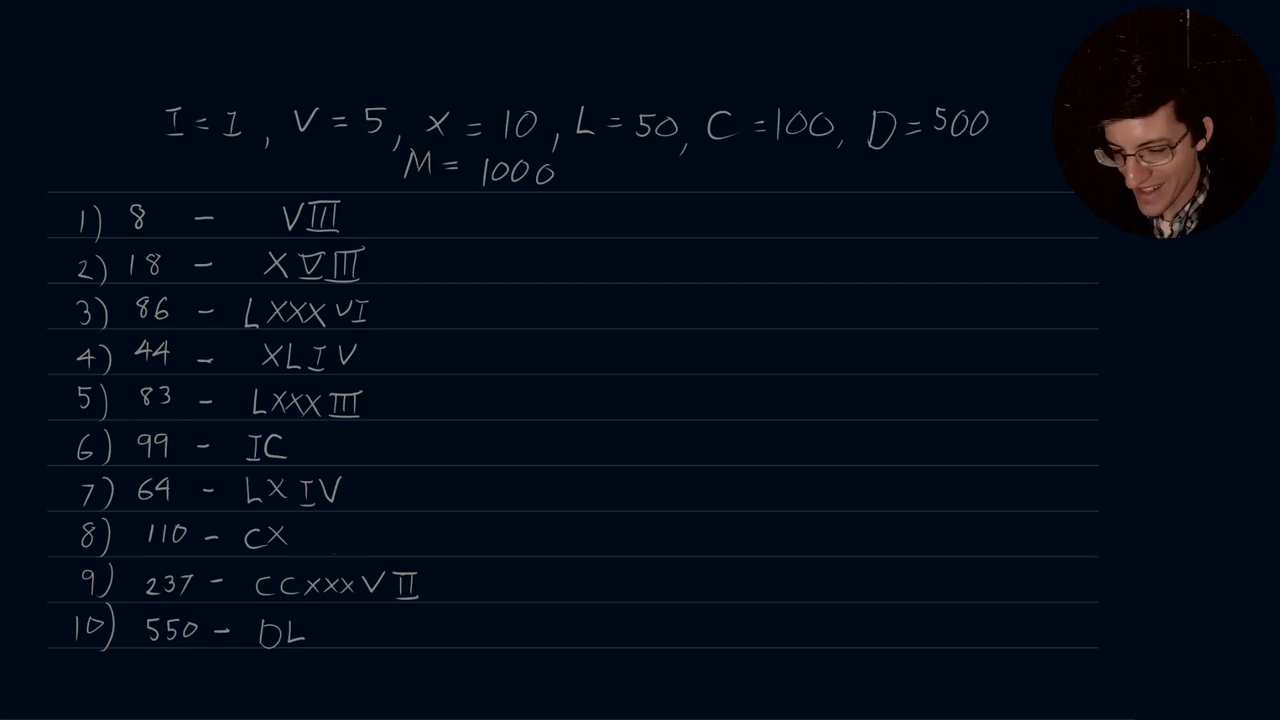 I = I , V = 5 , X = 10 , L = 50 , C = 100 , D = 500
M = 1000
1) 8 - VIII
2) 18 - XVIII
3) 86 - LXXXVI
4) 44 - XLIV
5) 83 - LXXXIII
6) 99 - IC
7) 64 - LXIV
8) 110 - CX
9) 237 - CCXXXVII
10) 550 - DL